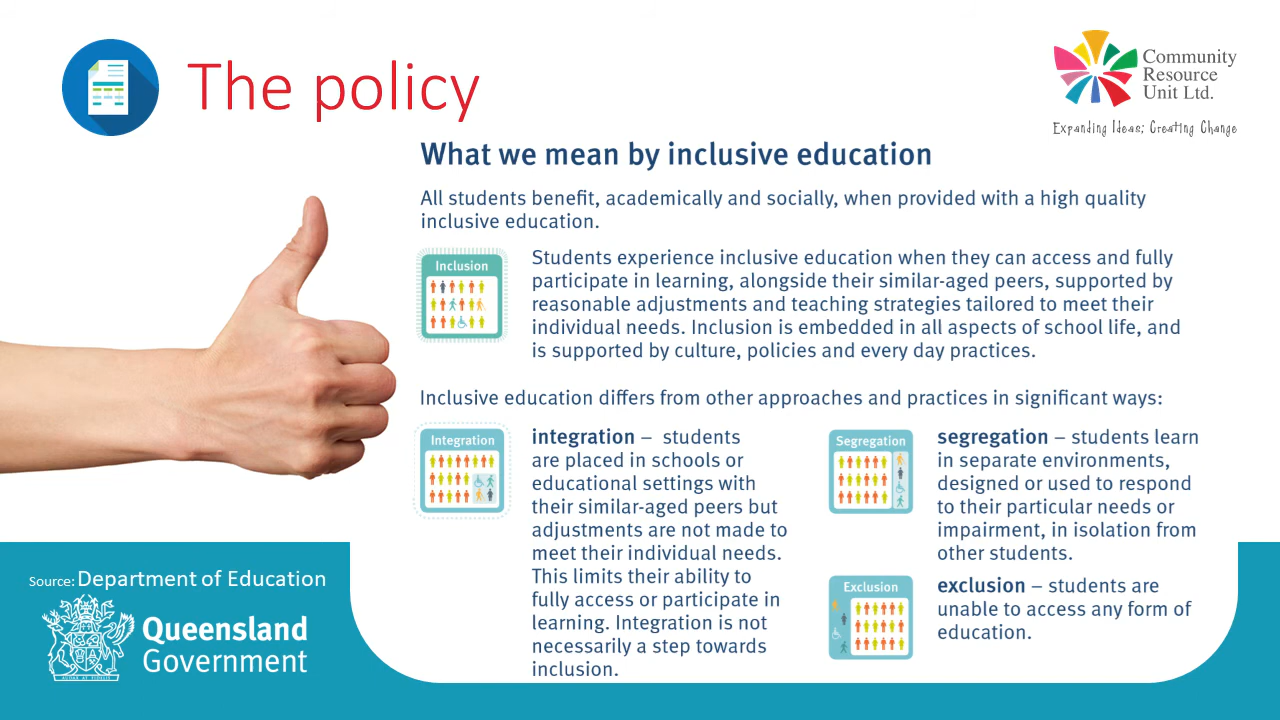 The policy
Community
Resource
Unit Ltd.
Expanding Ideas; Creating Change
What we mean by inclusive education
All students benefit, academically and socially, when provided with a high quality
inclusive education.
Inclusion
Students experience inclusive education when they can access and fully
participate in learning, alongside their similar-aged peers, supported by
reasonable adjustments and teaching strategies tailored to meet their
individual needs. Inclusion is embedded in all aspects of school life, and
is supported by culture, policies and every day practices.
Inclusive education differs from other approaches and practices in significant ways:
Integration
integration – students
are placed in schools or
educational settings with
their similar-aged peers but
adjustments are not made to
meet their individual needs.
This limits their ability to
fully access or participate in
learning. Integration is not
necessarily a step towards
inclusion.
Segregation
segregation – students learn
in separate environments,
designed or used to respond
to their particular needs or
impairment, in isolation from
other students.
Exclusion
exclusion – students are
unable to access any form of
education.
Source: Department of Education
Queensland
Government